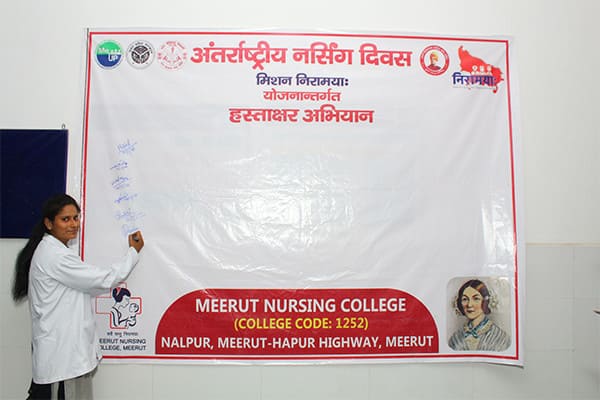 अंतर्राष्ट्रीय नर्सिंग दिवस
मिशन निरामयाः
योजनान्तर्गत
हस्ताक्षर अभियान
निरामयाः
UP
MEERUT NURSING COLLEGE
(COLLEGE CODE: 1252)
NALPUR, MEERUT-HAPUR HIGHWAY, MEERUT
EERUT NURSING
COLLEGE, MEERUT